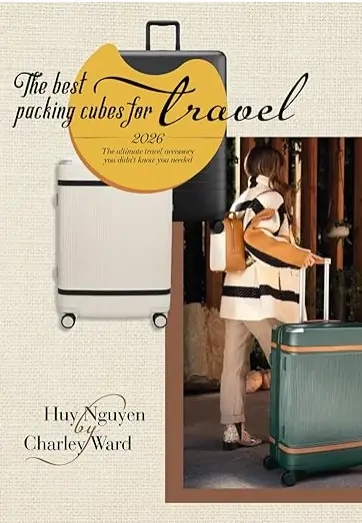 The best
packing cubes for travel
2026
The ultimate travel accessory
you didn't know you needed
Huy Nguyen
by
Charley Ward